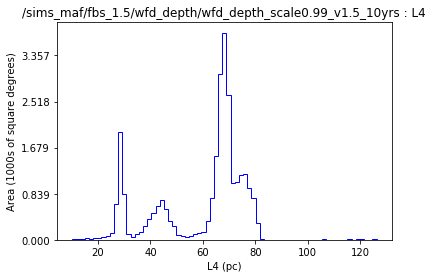 /sims_maf/fbs_1.5/wfd_depth/wfd_depth_scale0.99_v1.5_10yrs : L4
Area (1000s of square degrees)
3.357
2.518
1.679
0.839
0.000
20 40 60 80 100 120
L4 (pc)